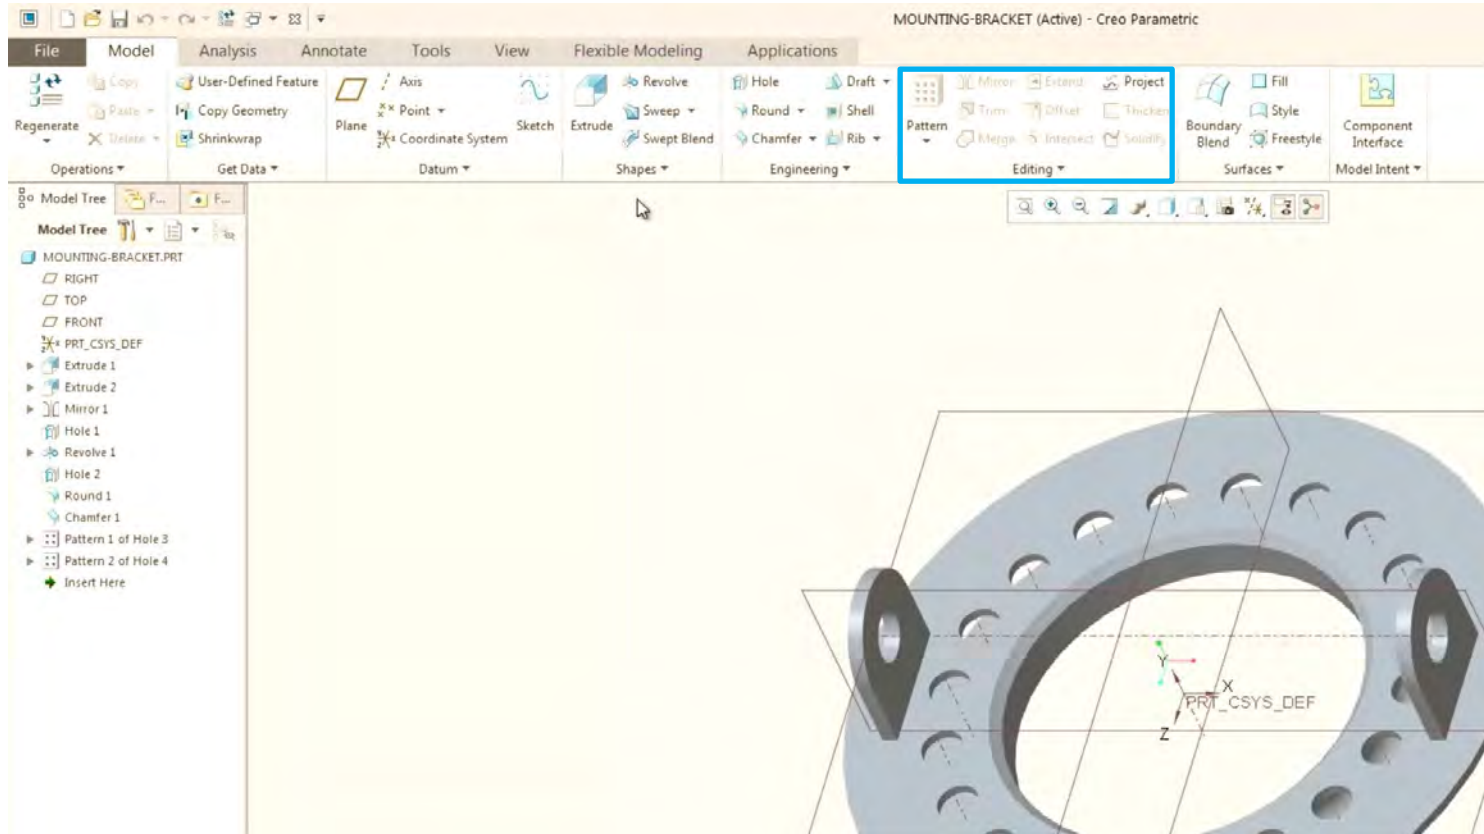 MOUNTING-BRACKET (Active) - Creo Parametric
File Model Analysis Annotate Tools View Flexible Modeling Applications
Copy User-Defined Feature Axis Revolve Hole Draft Mirror Extend Project Fill
Paste Copy Geometry Point Sweep Round Shell Trim Offset Thicken Style
Regenerate Plane Sketch Extrude Pattern Boundary Blend Component Interface
Delete Shrinkwrap Coordinate System Swept Blend Chamfer Rib Merge Intersect Solidify Freestyle
Operations Get Data Datum Shapes Engineering Editing Surfaces Model Intent
Model Tree F... F...
Model Tree
MOUNTING-BRACKET.PRT
RIGHT
TOP
FRONT
PRT_CSYS_DEF
Extrude 1
Extrude 2
Mirror 1
Hole 1
Revolve 1
Hole 2
Round 1
Chamfer 1
Pattern 1 of Hole 3
Pattern 2 of Hole 4
Insert Here
Y
X
PRT_CSYS_DEF
Z